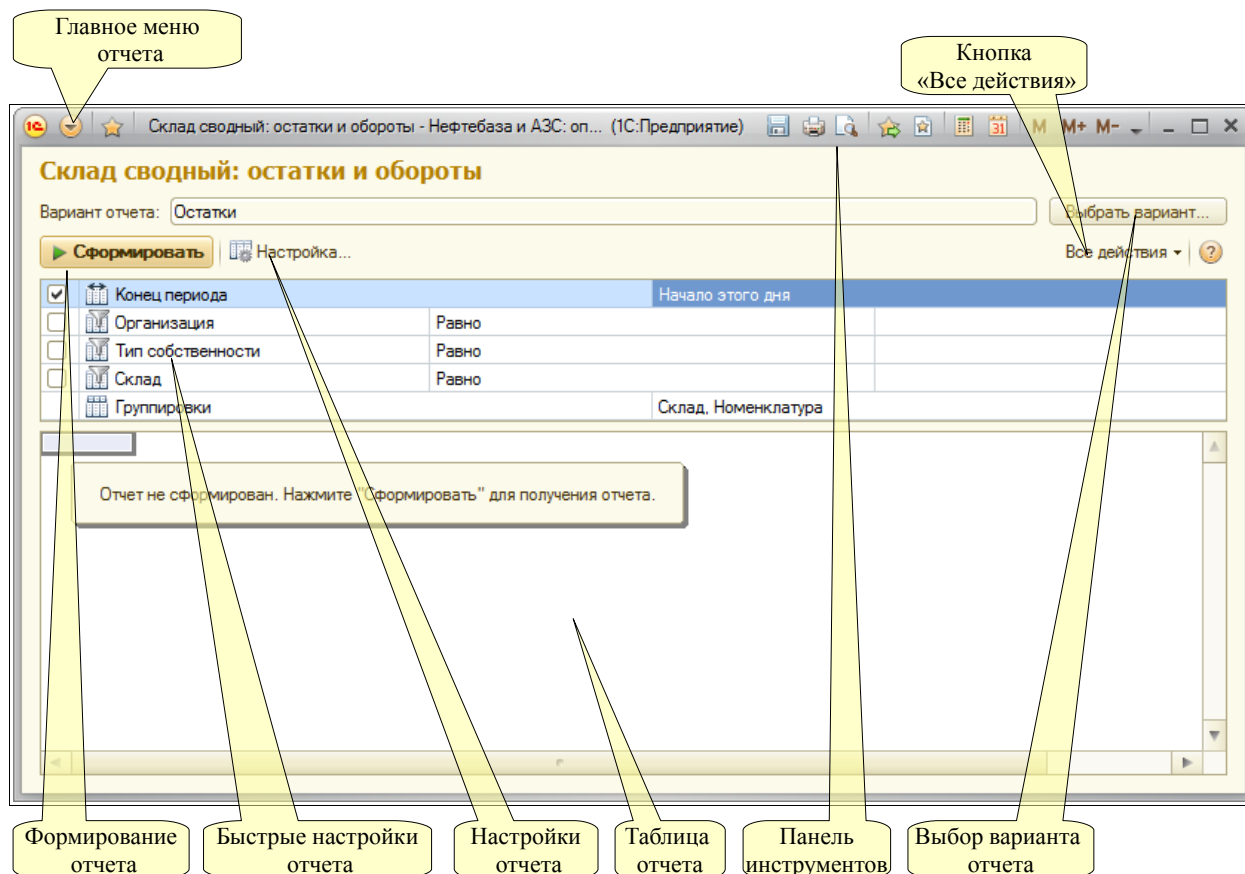 Главное меню
отчета
Кнопка
«Все действия»
1С Склад сводный: остатки и обороты - Нефтебаза и АЗС: оп... (1С:Предприятие) 31 M M+ M-
Склад сводный: остатки и обороты
Вариант отчета: Остатки Выбрать вариант...
Сформировать Настройка... Все действия ?
Конец периода Начало этого дня
Организация Равно
Тип собственности Равно
Склад Равно
Группировки Склад, Номенклатура
Отчет не сформирован. Нажмите "Сформировать" для получения отчета.
Формирование
отчета
Быстрые настройки
отчета
Настройки
отчета
Таблица
отчета
Панель
инструментов
Выбор варианта
отчета